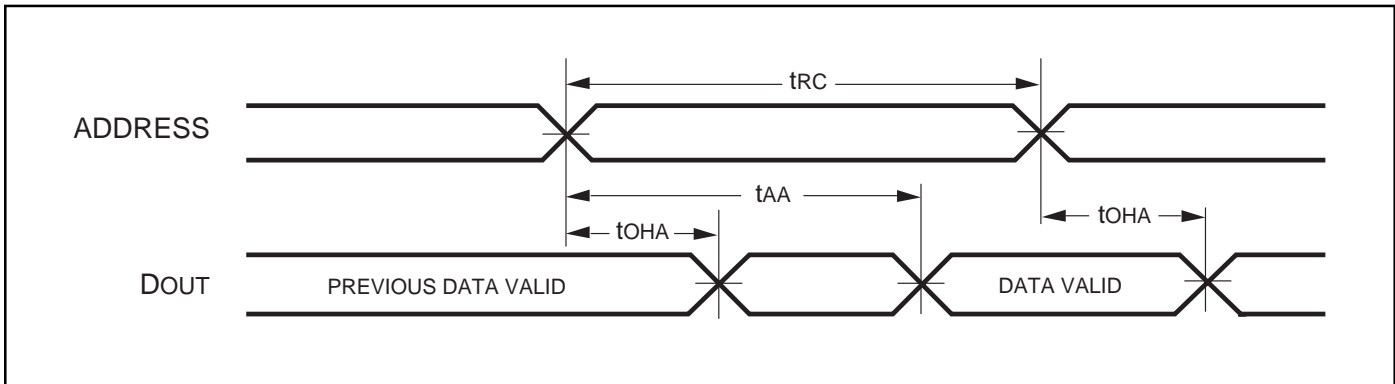 tRC
ADDRESS
tAA
tOHA
tOHA
DOUT
PREVIOUS DATA VALID
DATA VALID